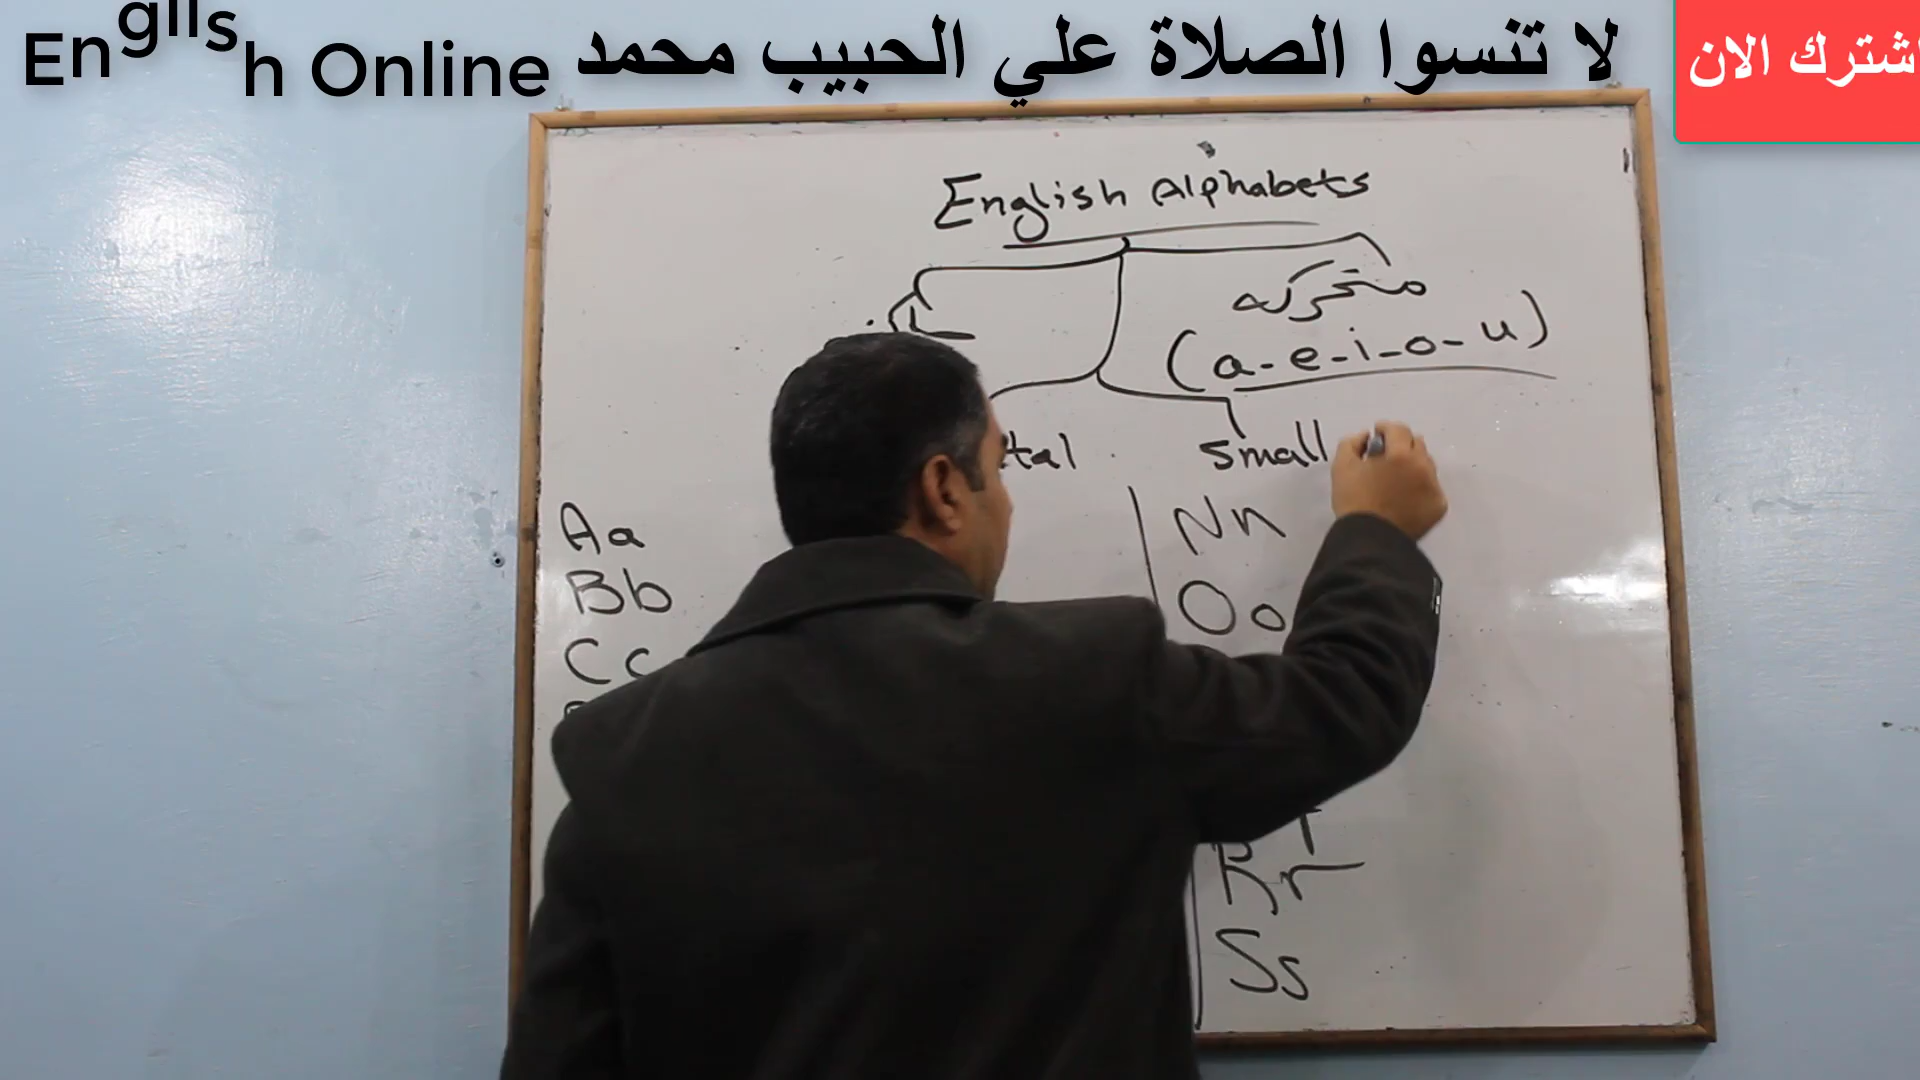 English Online لا تنسوا الصلاة علي الحبيب محمد
اشترك الان
English Alphabets
متحركه
(a-e-i-o-u)
tal
small
Aa
Nn
Bb
Oo
Cc
Rr
Ss